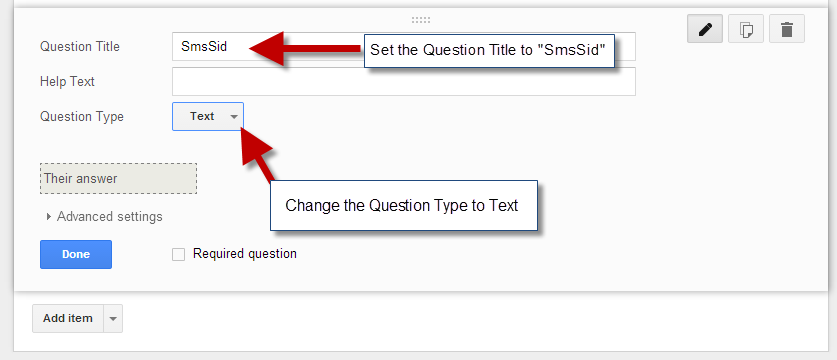 Question Title
SmsSid
Set the Question Title to "SmsSid"
Help Text
Question Type
Text
Their answer
Change the Question Type to Text
Advanced settings
Done
Required question
Add item